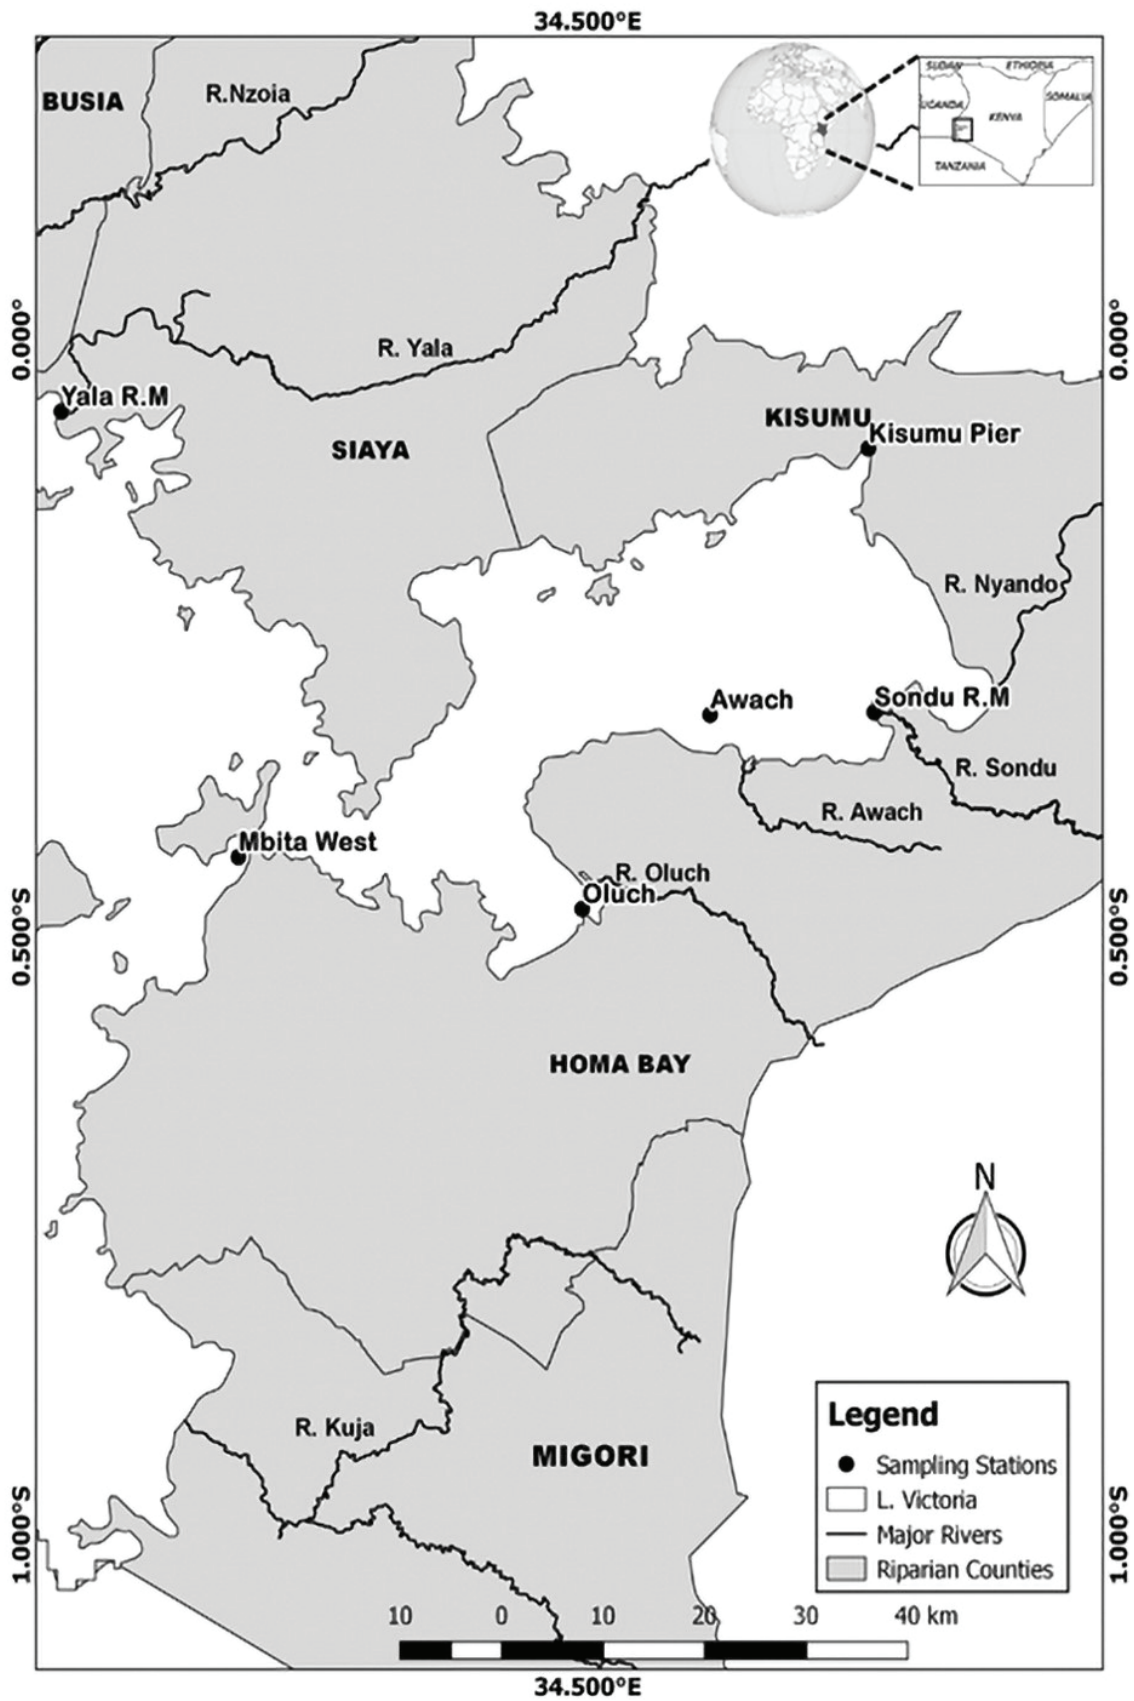 34.500°E
BUSIA
R.Nzoia
SUDAN
ETHIOPIA
UGANDA
SOMALIA
KENYA
TANZANIA
0.000°
0.000°
R. Yala
Yala R.M
SIAYA
KISUMU
Kisumu Pier
R. Nyando
Awach
Sondu R.M
R. Sondu
R. Awach
Mbita West
R. Oluch
Oluch
0.500°S
0.500°S
HOMA BAY
N
R. Kuja
MIGORI
Legend
Sampling Stations
L. Victoria
Major Rivers
Riparian Counties
1.000°S
1.000°S
10 0 10 20 30 40 km
34.500°E